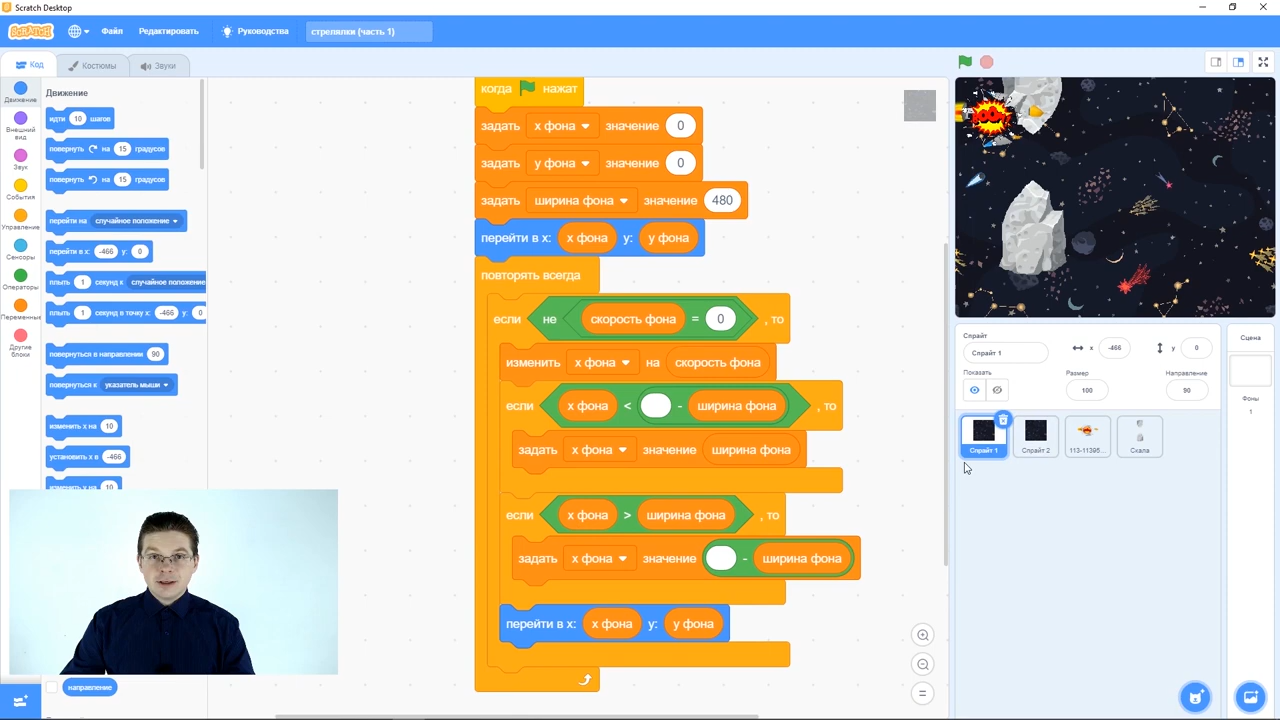 Scratch Desktop
SCRATCH Файл Редактировать Руководства стрелялки (часть 1)
Код Костюмы Звуки
Движение
Внешний вид
Звук
События
Управление
Сенсоры
Операторы
Переменные
Другие блоки
Движение
идти 10 шагов
повернуть на 15 градусов
повернуть на 15 градусов
перейти на случайное положение
перейти в x: -466 y: 0
плыть 1 секунд к случайное положение
плыть 1 секунд в точку x: -466 y: 0
повернуться в направлении 90
повернуться к указатель мыши
изменить x на 10
установить x в -466
направление
когда нажат
задать x фона значение 0
задать у фона значение 0
задать ширина фона значение 480
перейти в x: x фона y: у фона
повторять всегда
если не скорость фона = 0 , то
изменить x фона на скорость фона
если x фона < - ширина фона , то
задать x фона значение ширина фона
если x фона > ширина фона , то
задать x фона значение - ширина фона
перейти в x: x фона y: у фона
BOOM
Спрайт
Спрайт 1 x -466 y 0
Показать Размер Направление
100 90
Спрайт 1 Спрайт 2 113-11395... Скала
Сцена
Фоны
1